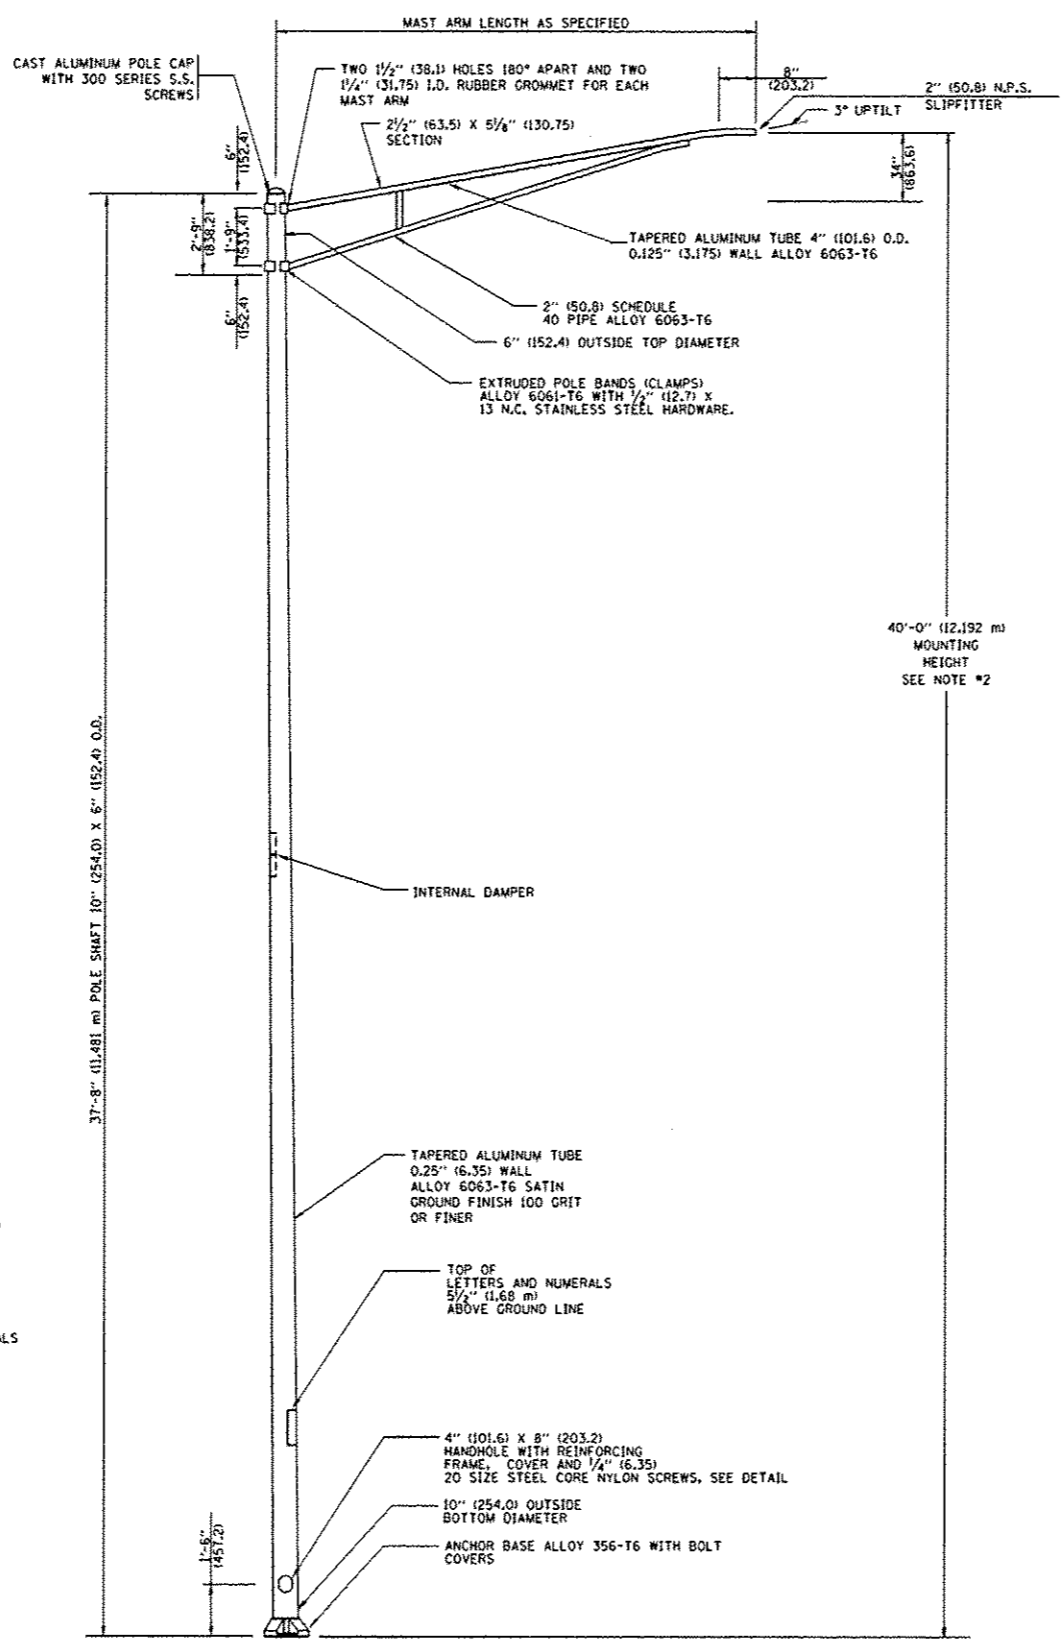 MAST ARM LENGTH AS SPECIFIED
CAST ALUMINUM POLE CAP
WITH 300 SERIES S.S.
SCREWS
TWO 1½" (38.1) HOLES 180° APART AND TWO
1¼" (31.75) I.D. RUBBER GROMMET FOR EACH
MAST ARM
2½" (63.5) X 5⅛" (130.75)
SECTION
8"
(203.2)
2" (50.8) N.P.S.
SLIPFITTER
3° UPTILT
34"
(863.6)
6"
(152.4)
2'-9"
(838.2)
1'-9"
(533.4)
6"
(152.4)
TAPERED ALUMINUM TUBE 4" (101.6) O.D.
0.125" (3.175) WALL ALLOY 6063-T6
2" (50.8) SCHEDULE
40 PIPE ALLOY 6063-T6
6" (152.4) OUTSIDE TOP DIAMETER
EXTRUDED POLE BANDS (CLAMPS)
ALLOY 6061-T6 WITH ½" (12.7) X
13 N.C. STAINLESS STEEL HARDWARE.
40'-0" (12.192 m)
MOUNTING
HEIGHT
SEE NOTE #2
37'-8" (11.481 m) POLE SHAFT 10" (254.0) X 6" (152.4) O.D.
INTERNAL DAMPER
TAPERED ALUMINUM TUBE
0.25" (6.35) WALL
ALLOY 6063-T6 SATIN
GROUND FINISH 100 GRIT
OR FINER
TOP OF
LETTERS AND NUMERALS
5½" (1.68 m)
ABOVE GROUND LINE
ALS
4" (101.6) X 8" (203.2)
HANDHOLE WITH REINFORCING
FRAME, COVER AND ¼" (6.35)
20 SIZE STEEL CORE NYLON SCREWS, SEE DETAIL
10" (254.0) OUTSIDE
BOTTOM DIAMETER
ANCHOR BASE ALLOY 356-T6 WITH BOLT
COVERS
1'-6"
(457.2)